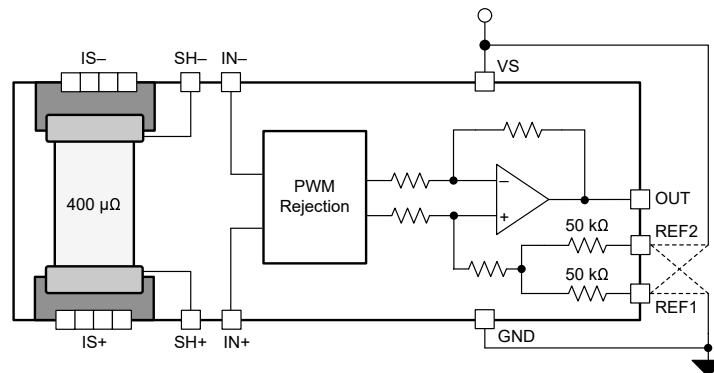 IS–
SH–
IN–
VS
400 µΩ
PWM
Rejection
–
+
OUT
50 kΩ
REF2
50 kΩ
REF1
IS+
SH+
IN+
GND